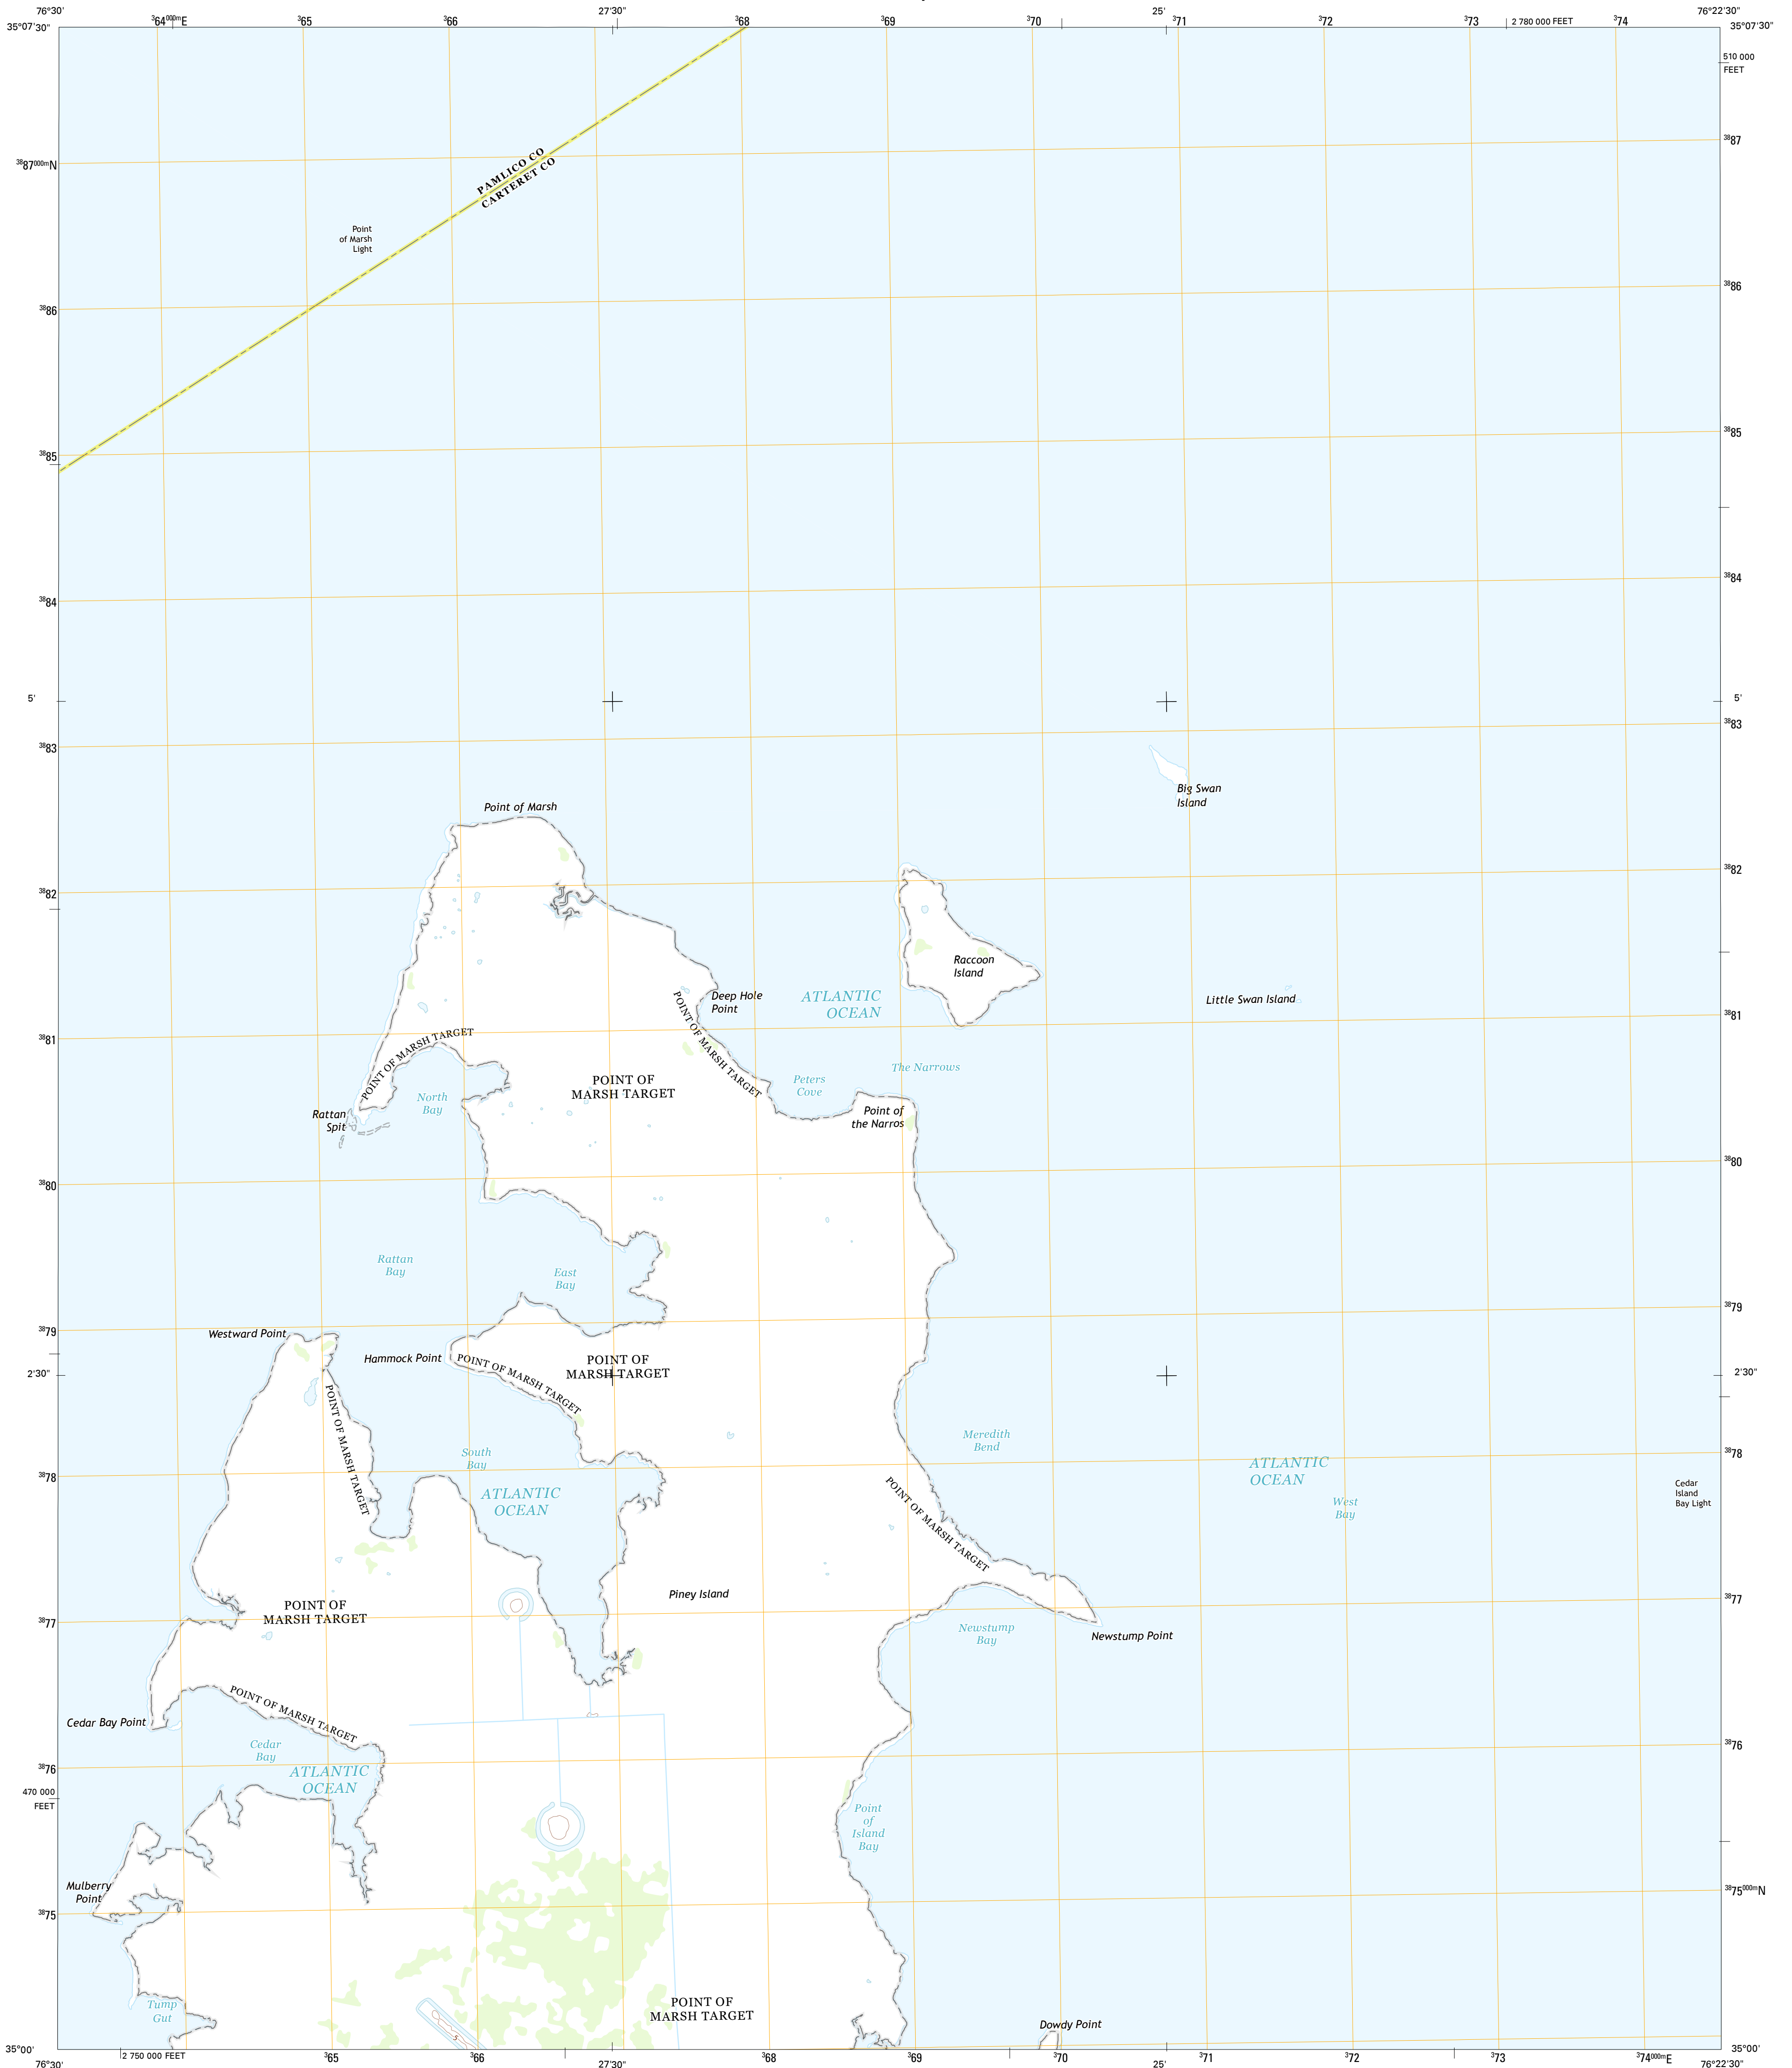 76°30' 27'30" 25' 76°22'30"
³64⁰⁰⁰ᵐE ³65 ³66 ³68 ³69 ³70 ³71 ³72 ³73 2 780 000 FEET ³74
35°07'30" 35°07'30"
510 000
FEET
³⁸87⁰⁰⁰ᵐN ³⁸87
PAMLICO CO
CARTERET CO
Point
of Marsh
Light
³⁸86 ³⁸86
³⁸85 ³⁸85
³⁸84 ³⁸84
5' 5'
³⁸83 ³⁸83
Big Swan
Island
Point of Marsh
³⁸82 ³⁸82
Raccoon
Island
Deep Hole
Point
ATLANTIC
OCEAN
Little Swan Island
³⁸81 ³⁸81
POINT OF MARSH TARGET
POINT OF MARSH TARGET
The Narrows
POINT OF
MARSH TARGET
Peters
Cove
North
Bay
Rattan
Spit
Point of
the Narros
³⁸80 ³⁸80
Rattan
Bay
East
Bay
³⁸79 ³⁸79
Westward Point
Hammock Point
POINT OF MARSH TARGET
POINT OF
MARSH TARGET
2'30" 2'30"
POINT OF MARSH TARGET
Meredith
Bend
South
Bay
³⁸78 ³⁸78
ATLANTIC
OCEAN
ATLANTIC
OCEAN
West
Bay
Cedar
Island
Bay Light
POINT OF MARSH TARGET
Piney Island
POINT OF
MARSH TARGET
³⁸77 ³⁸77
Newstump
Bay
Newstump Point
POINT OF MARSH TARGET
Cedar Bay Point
Cedar
Bay
³⁸76 ³⁸76
ATLANTIC
OCEAN
470 000
FEET
Point
of
Island
Bay
Mulberry
Point
³⁸75 ³⁸75⁰⁰⁰ᵐN
Tump
Gut
POINT OF
MARSH TARGET
5
Dowdy Point
35°00' 35°00'
2 750 000 FEET ³65 ³66 ³68 ³69 ³70 ³71 ³72 ³73 ³74⁰⁰⁰ᵐE
76°30' 27'30" 25' 76°22'30"